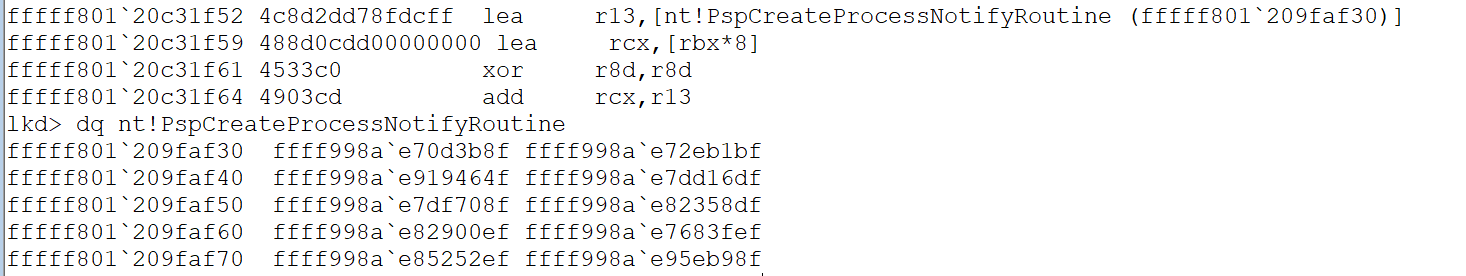 fffff801`20c31f52 4c8d2dd78fdcff  lea     r13,[nt!PspCreateProcessNotifyRoutine (fffff801`209faf30)]
fffff801`20c31f59 488d0cdd00000000 lea     rcx,[rbx*8]
fffff801`20c31f61 4533c0          xor     r8d,r8d
fffff801`20c31f64 4903cd          add     rcx,r13
lkd> dq nt!PspCreateProcessNotifyRoutine
fffff801`209faf30  ffff998a`e70d3b8f ffff998a`e72eb1bf
fffff801`209faf40  ffff998a`e919464f ffff998a`e7dd16df
fffff801`209faf50  ffff998a`e7df708f ffff998a`e82358df
fffff801`209faf60  ffff998a`e82900ef ffff998a`e7683fef
fffff801`209faf70  ffff998a`e85252ef ffff998a`e95eb98f